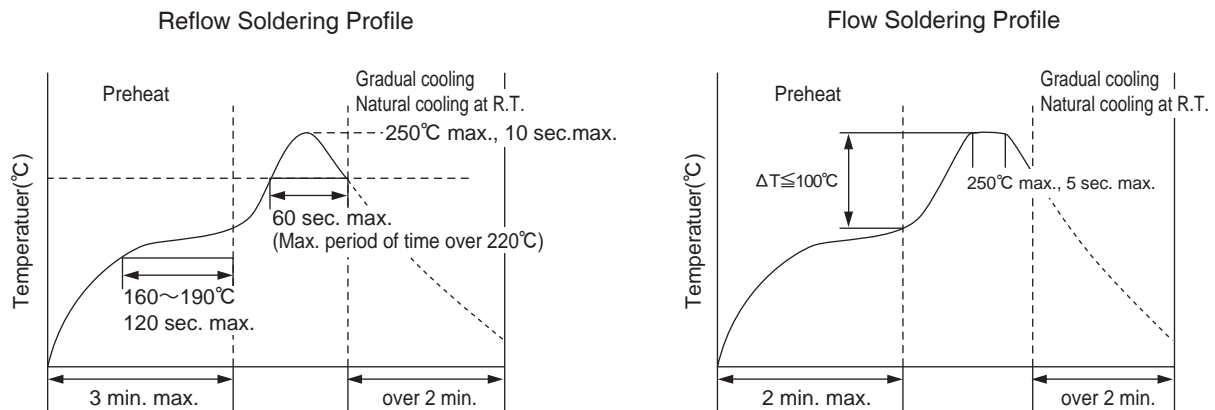 Reflow Soldering Profile
Preheat
Gradual cooling
Natural cooling at R.T.
250℃ max., 10 sec.max.
60 sec. max.
(Max. period of time over 220℃)
160～190℃
120 sec. max.
Temperatuer(℃)
3 min. max.
over 2 min.
Flow Soldering Profile
Preheat
Gradual cooling
Natural cooling at R.T.
ΔT≦100℃
250℃ max., 5 sec. max.
Temperatuer(℃)
2 min. max.
over 2 min.